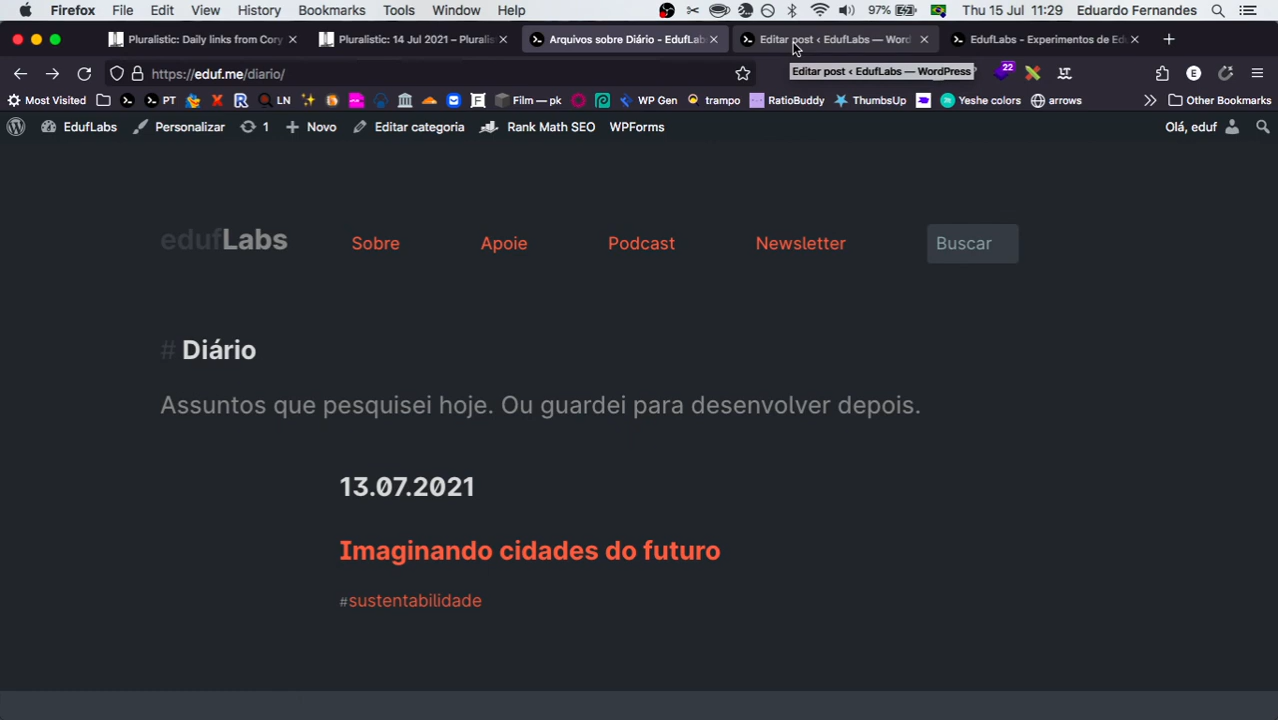 Firefox File Edit View History Bookmarks Tools Window Help 97% Thu 15 Jul 11:29 Eduardo Fernandes
Pluralistic: Daily links from Cory Pluralistic: 14 Jul 2021 – Pluralis Arquivos sobre Diário - EdufLab Editar post ‹ EdufLabs — Word EdufLabs - Experimentos de Edu
https://eduf.me/diario/ Editar post ‹ EdufLabs — WordPress 22 E
Most Visited PT LN Film — pk WP Gen trampo RatioBuddy ThumbsUp Yeshe colors arrows Other Bookmarks
EdufLabs Personalizar 1 Novo Editar categoria Rank Math SEO WPForms Olá, eduf
edufLabs Sobre Apoie Podcast Newsletter Buscar
# Diário
Assuntos que pesquisei hoje. Ou guardei para desenvolver depois.
13.07.2021
Imaginando cidades do futuro
#sustentabilidade